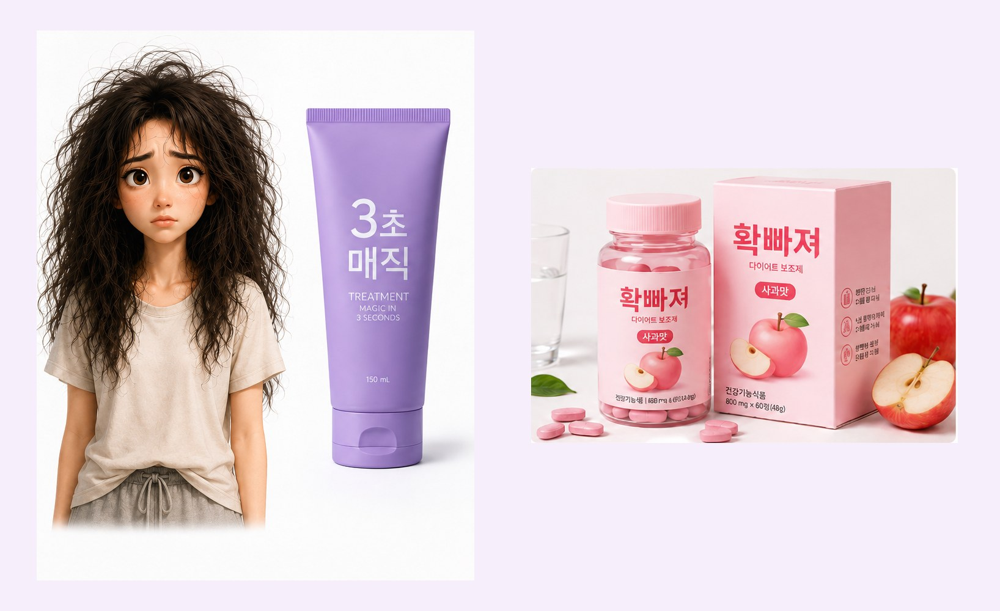 3초
매직
TREATMENT
MAGIC IN
3 SECONDS
150 mL
확빠져
다이어트 보조제
사과맛
확빠져
다이어트 보조제
사과맛
건강기능식품
800 mg × 60정(48g)